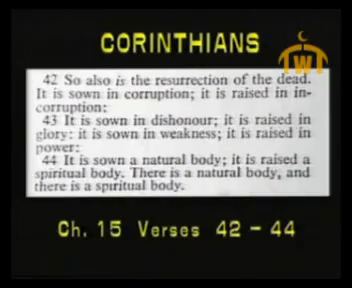 CORINTHIANS
IWT
42 So also is the resurrection of the dead.
It is sown in corruption; it is raised in in-
corruption:
43 It is sown in dishonour; it is raised in
glory: it is sown in weakness; it is raised in
power:
44 It is sown a natural body; it is raised a
spiritual body. There is a natural body, and
there is a spiritual body.
Ch. 15 Verses 42 - 44